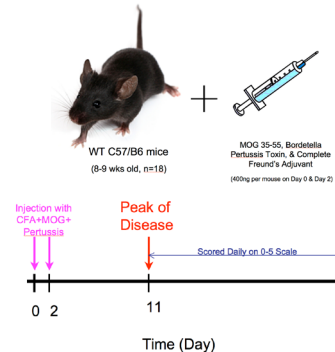 WT C57/B6 mice
(8-9 wks old, n=18)
MOG 35-55, Bordetella
Pertussis Toxin, & Complete
Freund's Adjuvant
(400ng per mouse on Day 0 & Day 2)
Injection with
CFA+MOG+
Pertussis
Peak of
Disease
Scored Daily on 0-5 Scale
0 2 11
Time (Day)